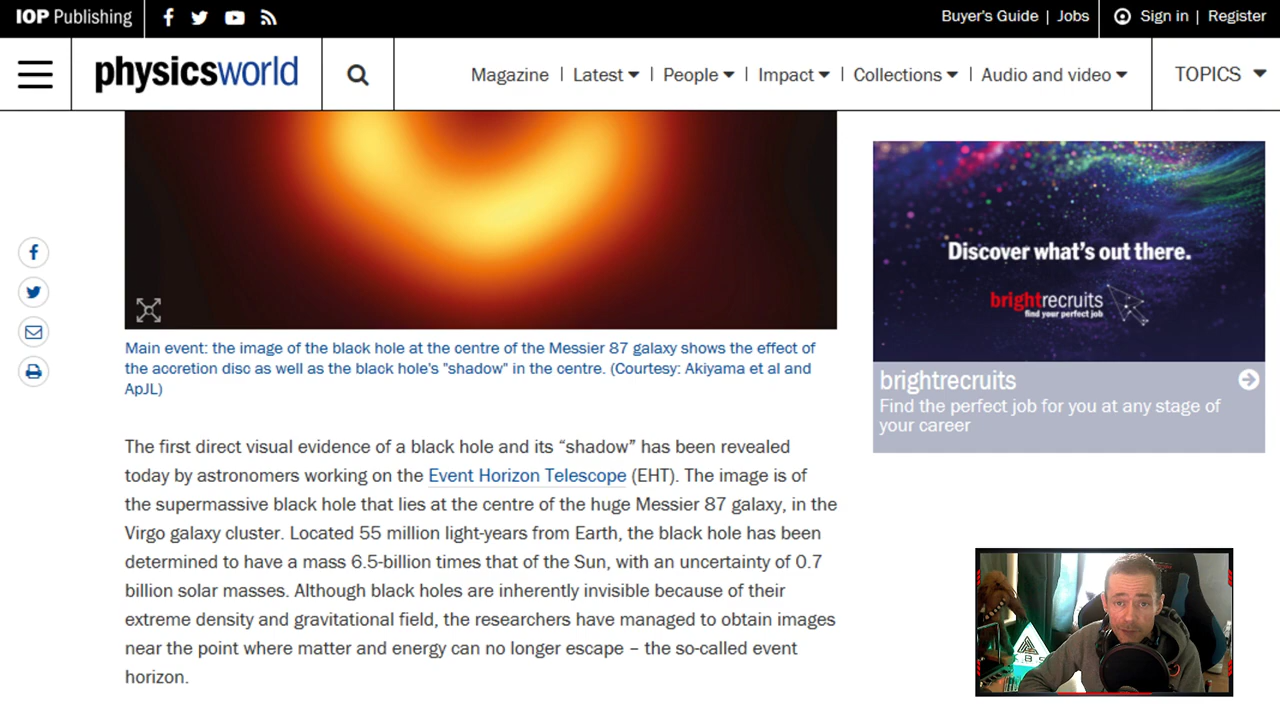 IOP Publishing
Buyer's Guide | Jobs
Sign in | Register
physicsworld
Magazine | Latest | People | Impact | Collections | Audio and video
TOPICS
Discover what's out there.
brightrecruits
find your perfect job
brightrecruits
Find the perfect job for you at any stage of
your career
Main event: the image of the black hole at the centre of the Messier 87 galaxy shows the effect of
the accretion disc as well as the black hole's "shadow" in the centre. (Courtesy: Akiyama et al and
ApJL)
The first direct visual evidence of a black hole and its “shadow” has been revealed
today by astronomers working on the Event Horizon Telescope (EHT). The image is of
the supermassive black hole that lies at the centre of the huge Messier 87 galaxy, in the
Virgo galaxy cluster. Located 55 million light-years from Earth, the black hole has been
determined to have a mass 6.5-billion times that of the Sun, with an uncertainty of 0.7
billion solar masses. Although black holes are inherently invisible because of their
extreme density and gravitational field, the researchers have managed to obtain images
near the point where matter and energy can no longer escape – the so-called event
horizon.